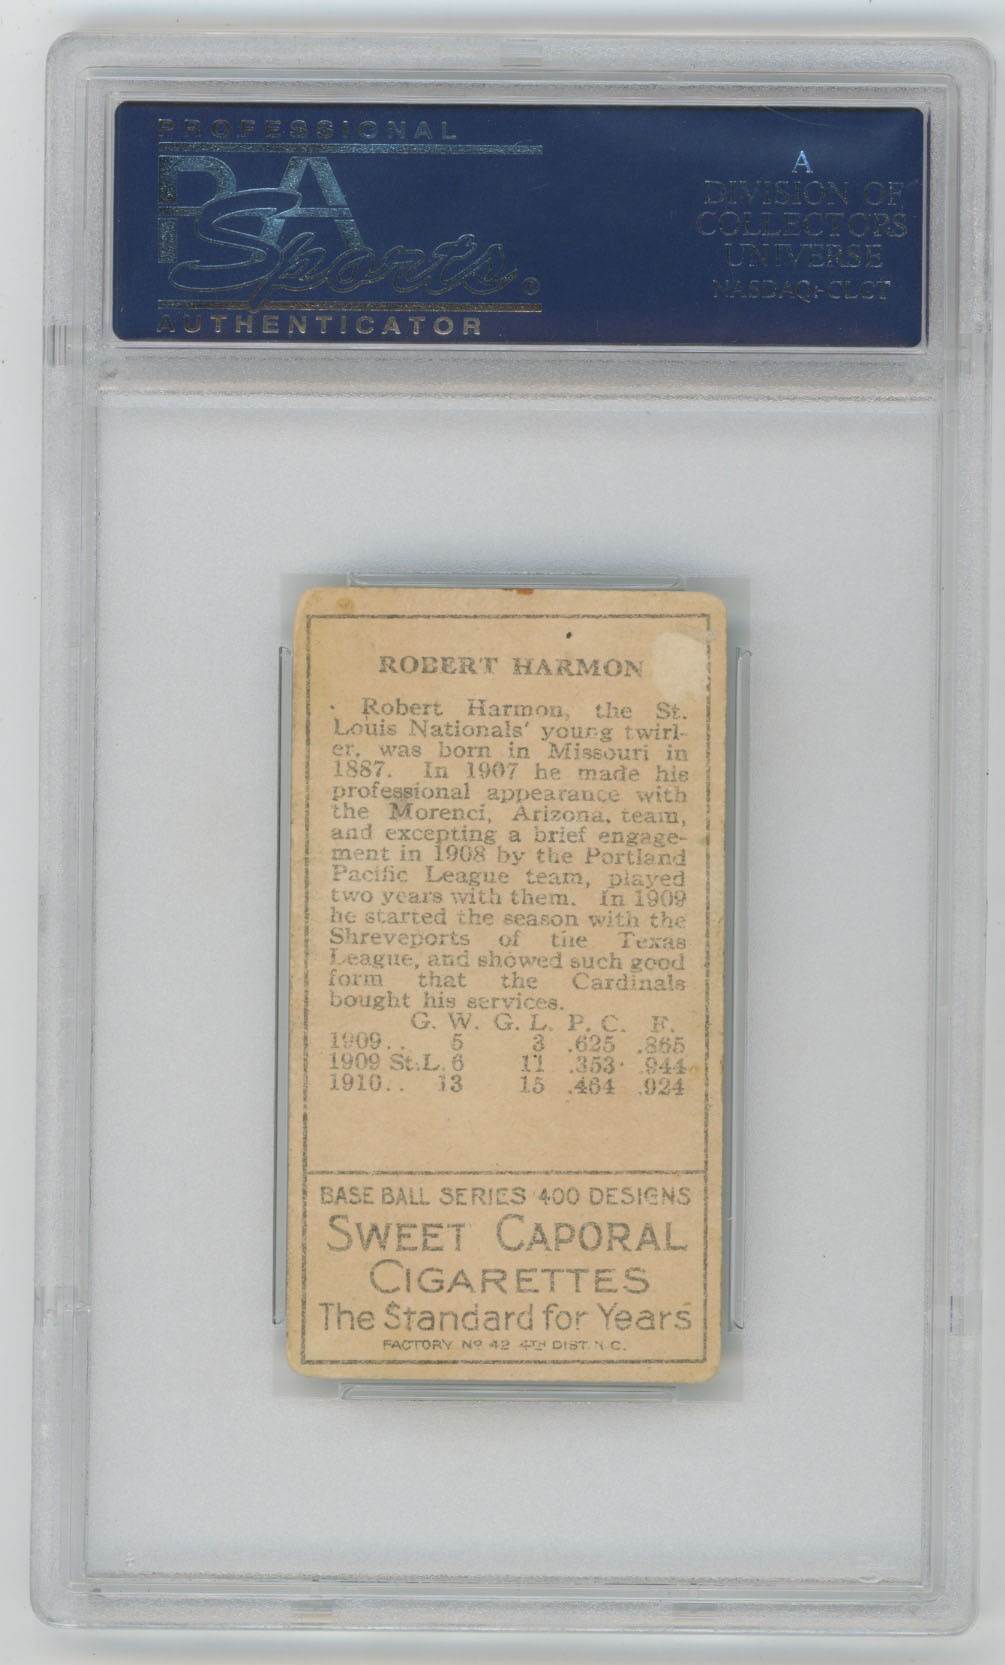 PROFESSIONAL
PSA
Sports®
AUTHENTICATOR
A
DIVISION OF
COLLECTORS
UNIVERSE
NASDAQ: CLCT
ROBERT HARMON
Robert Harmon, the St.
Louis Nationals' young twirl-
er, was born in Missouri in
1887. In 1907 he made his
professional appearance with
the Morenci, Arizona, team,
and excepting a brief engage-
ment in 1908 by the Portland
Pacific League team, played
two years with them. In 1909
he started the season with the
Shreveports of the Texas
League, and showed such good
form that the Cardinals
bought his services.
G. W. G. L. P. C. F.
1909.. 5 3 .625 .865
1909 St.L. 6 11 .353 .944
1910.. 13 15 .464 .924
BASE BALL SERIES 400 DESIGNS
SWEET CAPORAL
CIGARETTES
The Standard for Years
FACTORY No 42 4TH DIST. N.C.